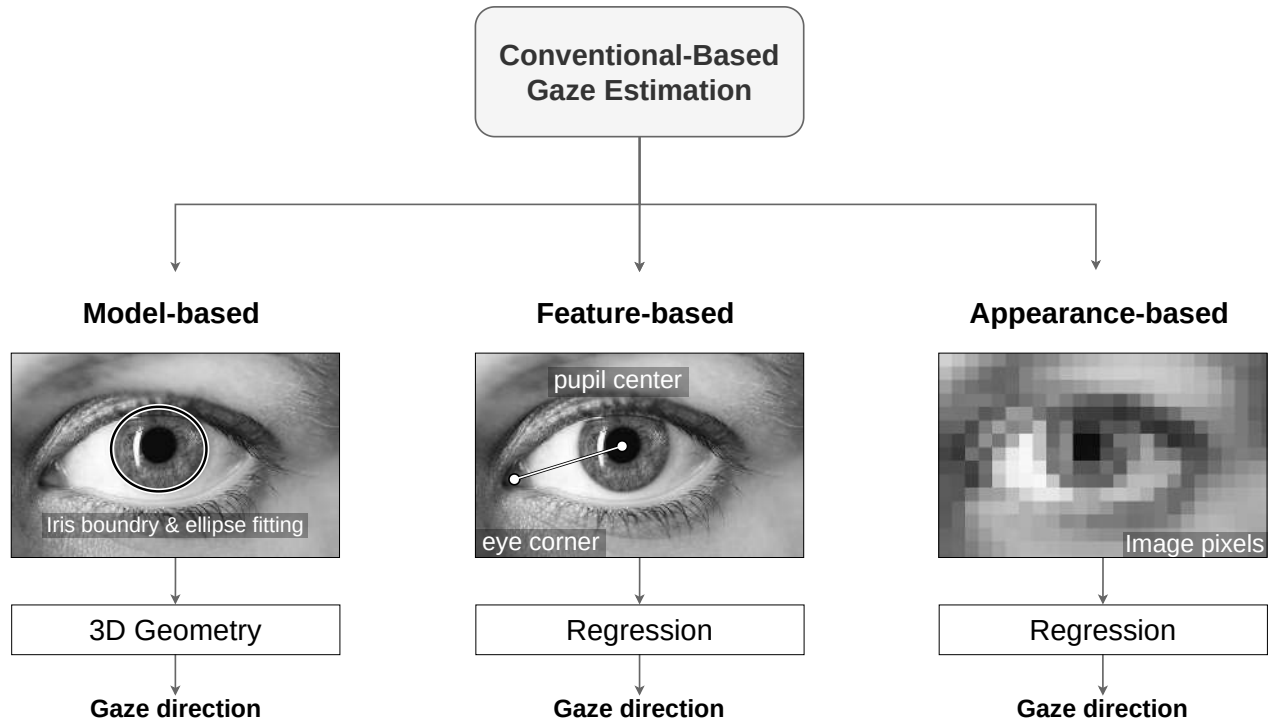 Conventional-Based
Gaze Estimation
Model-based
Feature-based
Appearance-based
Iris boundry & ellipse fitting
pupil center
eye corner
Image pixels
3D Geometry
Regression
Regression
Gaze direction
Gaze direction
Gaze direction